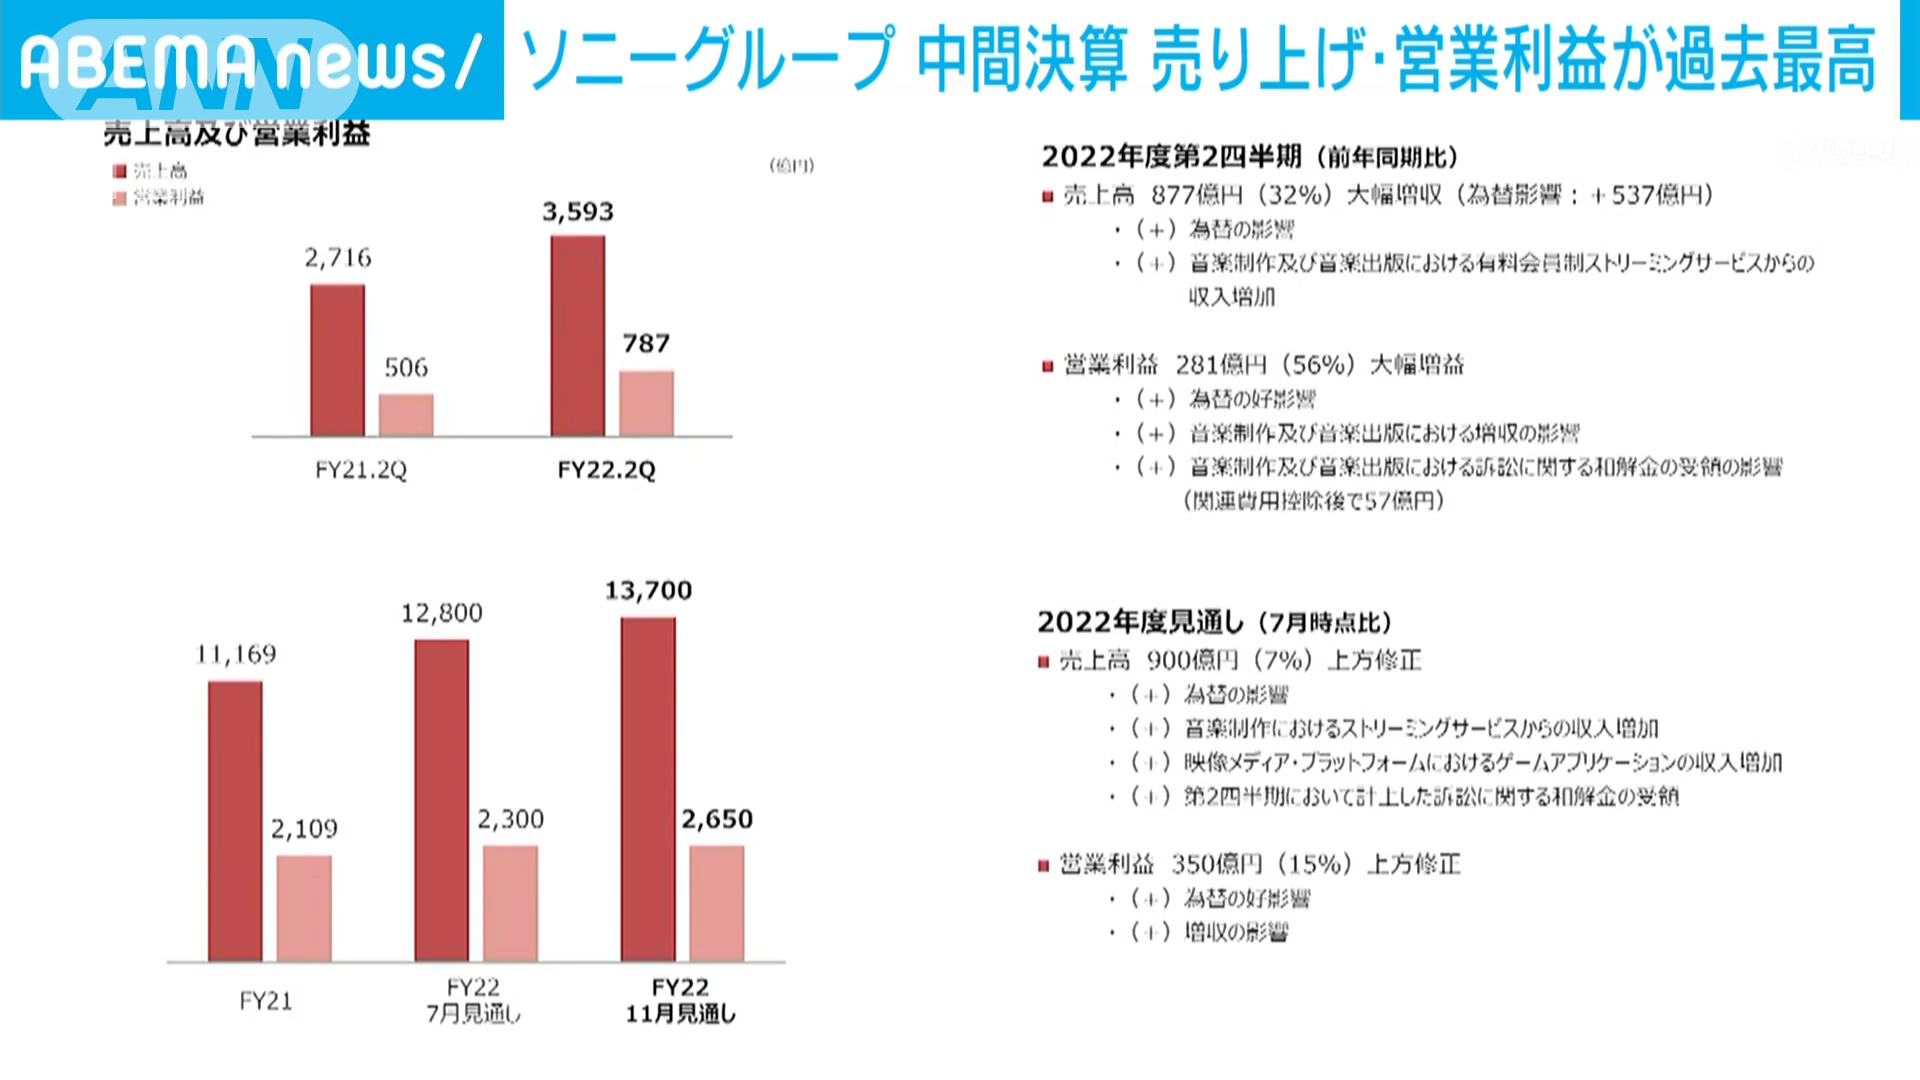 ABEMA news/
ANN
ソニーグループ 中間決算 売り上げ・営業利益が過去最高
売上高及び営業利益
売上高
営業利益
（億円）
2,716
506
3,593
787
FY21.2Q
FY22.2Q
2022年度第2四半期（前年同期比）
売上高 877億円（32%）大幅増収（為替影響：＋537億円）
・（＋）為替の影響
・（＋）音楽制作及び音楽出版における有料会員制ストリーミングサービスからの
収入増加
営業利益 281億円（56%）大幅増益
・（＋）為替の好影響
・（＋）音楽制作及び音楽出版における増収の影響
・（＋）音楽制作及び音楽出版における訴訟に関する和解金の受領の影響
（関連費用控除後で57億円）
11,169
2,109
12,800
2,300
13,700
2,650
FY21
FY22
7月見通し
FY22
11月見通し
2022年度見通し（7月時点比）
売上高 900億円（7%）上方修正
・（＋）為替の影響
・（＋）音楽制作におけるストリーミングサービスからの収入増加
・（＋）映像メディア・プラットフォームにおけるゲームアプリケーションの収入増加
・（＋）第2四半期において計上した訴訟に関する和解金の受領
営業利益 350億円（15%）上方修正
・（＋）為替の好影響
・（＋）増収の影響